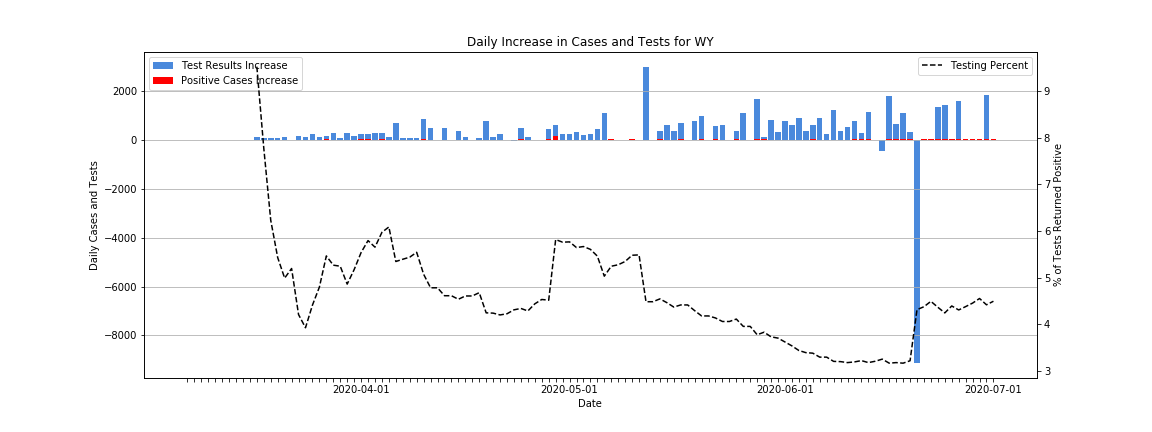 Daily Increase in Cases and Tests for WY
Test Results Increase
Positive Cases Increase
Testing Percent
2000
0
−2000
−4000
−6000
−8000
Daily Cases and Tests
9
8
7
6
5
4
3
% of Tests Returned Positive
2020-04-01
2020-05-01
2020-06-01
2020-07-01
Date